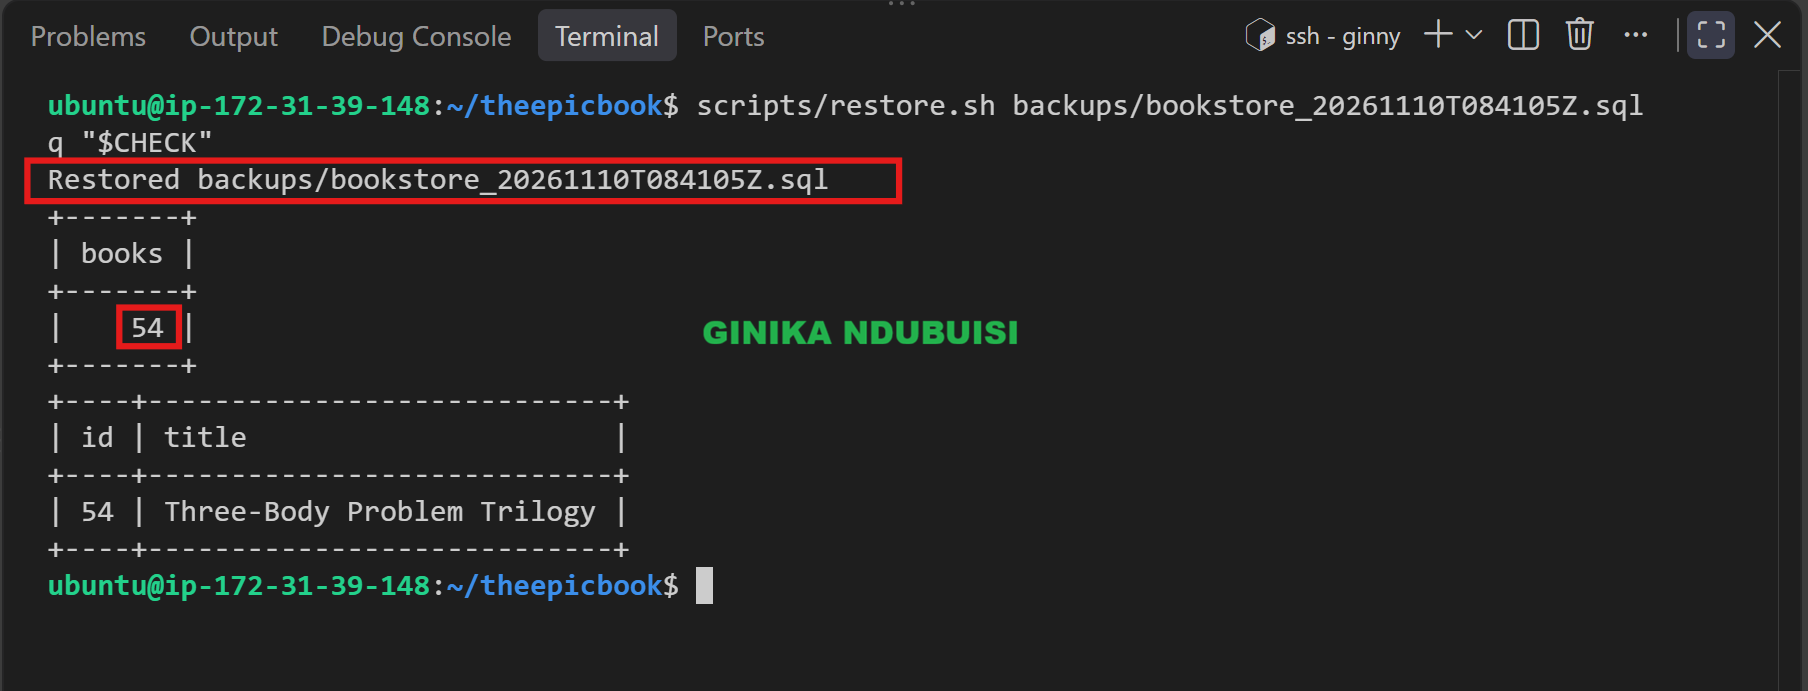 Problems Output Debug Console Terminal Ports ssh - ginny
ubuntu@ip-172-31-39-148:~/theepicbook$ scripts/restore.sh backups/bookstore_20261110T084105Z.sql
q "$CHECK"
Restored backups/bookstore_20261110T084105Z.sql
+-------+
| books |
+-------+
|    54 |
+-------+
GINIKA NDUBUISI
+----+----------------------------+
| id | title                      |
+----+----------------------------+
| 54 | Three-Body Problem Trilogy |
+----+----------------------------+
ubuntu@ip-172-31-39-148:~/theepicbook$